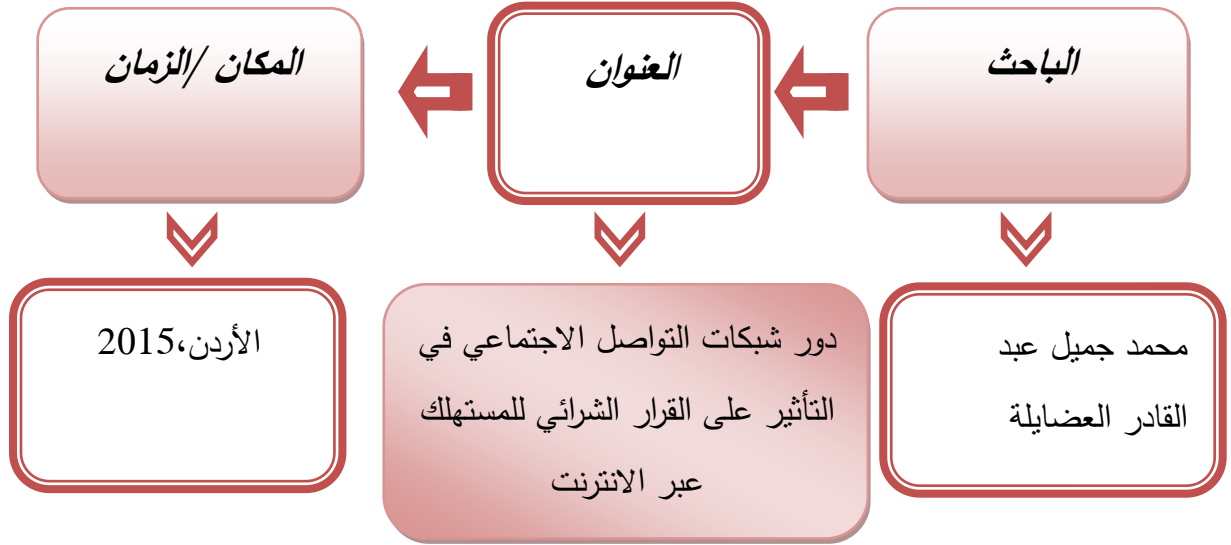 الباحث
العنوان
المكان /الزمان
محمد جميل عبد
القادر العضايلة
دور شبكات التواصل الاجتماعي في
التأثير على القرار الشرائي للمستهلك
عبر الانترنت
الأردن،2015